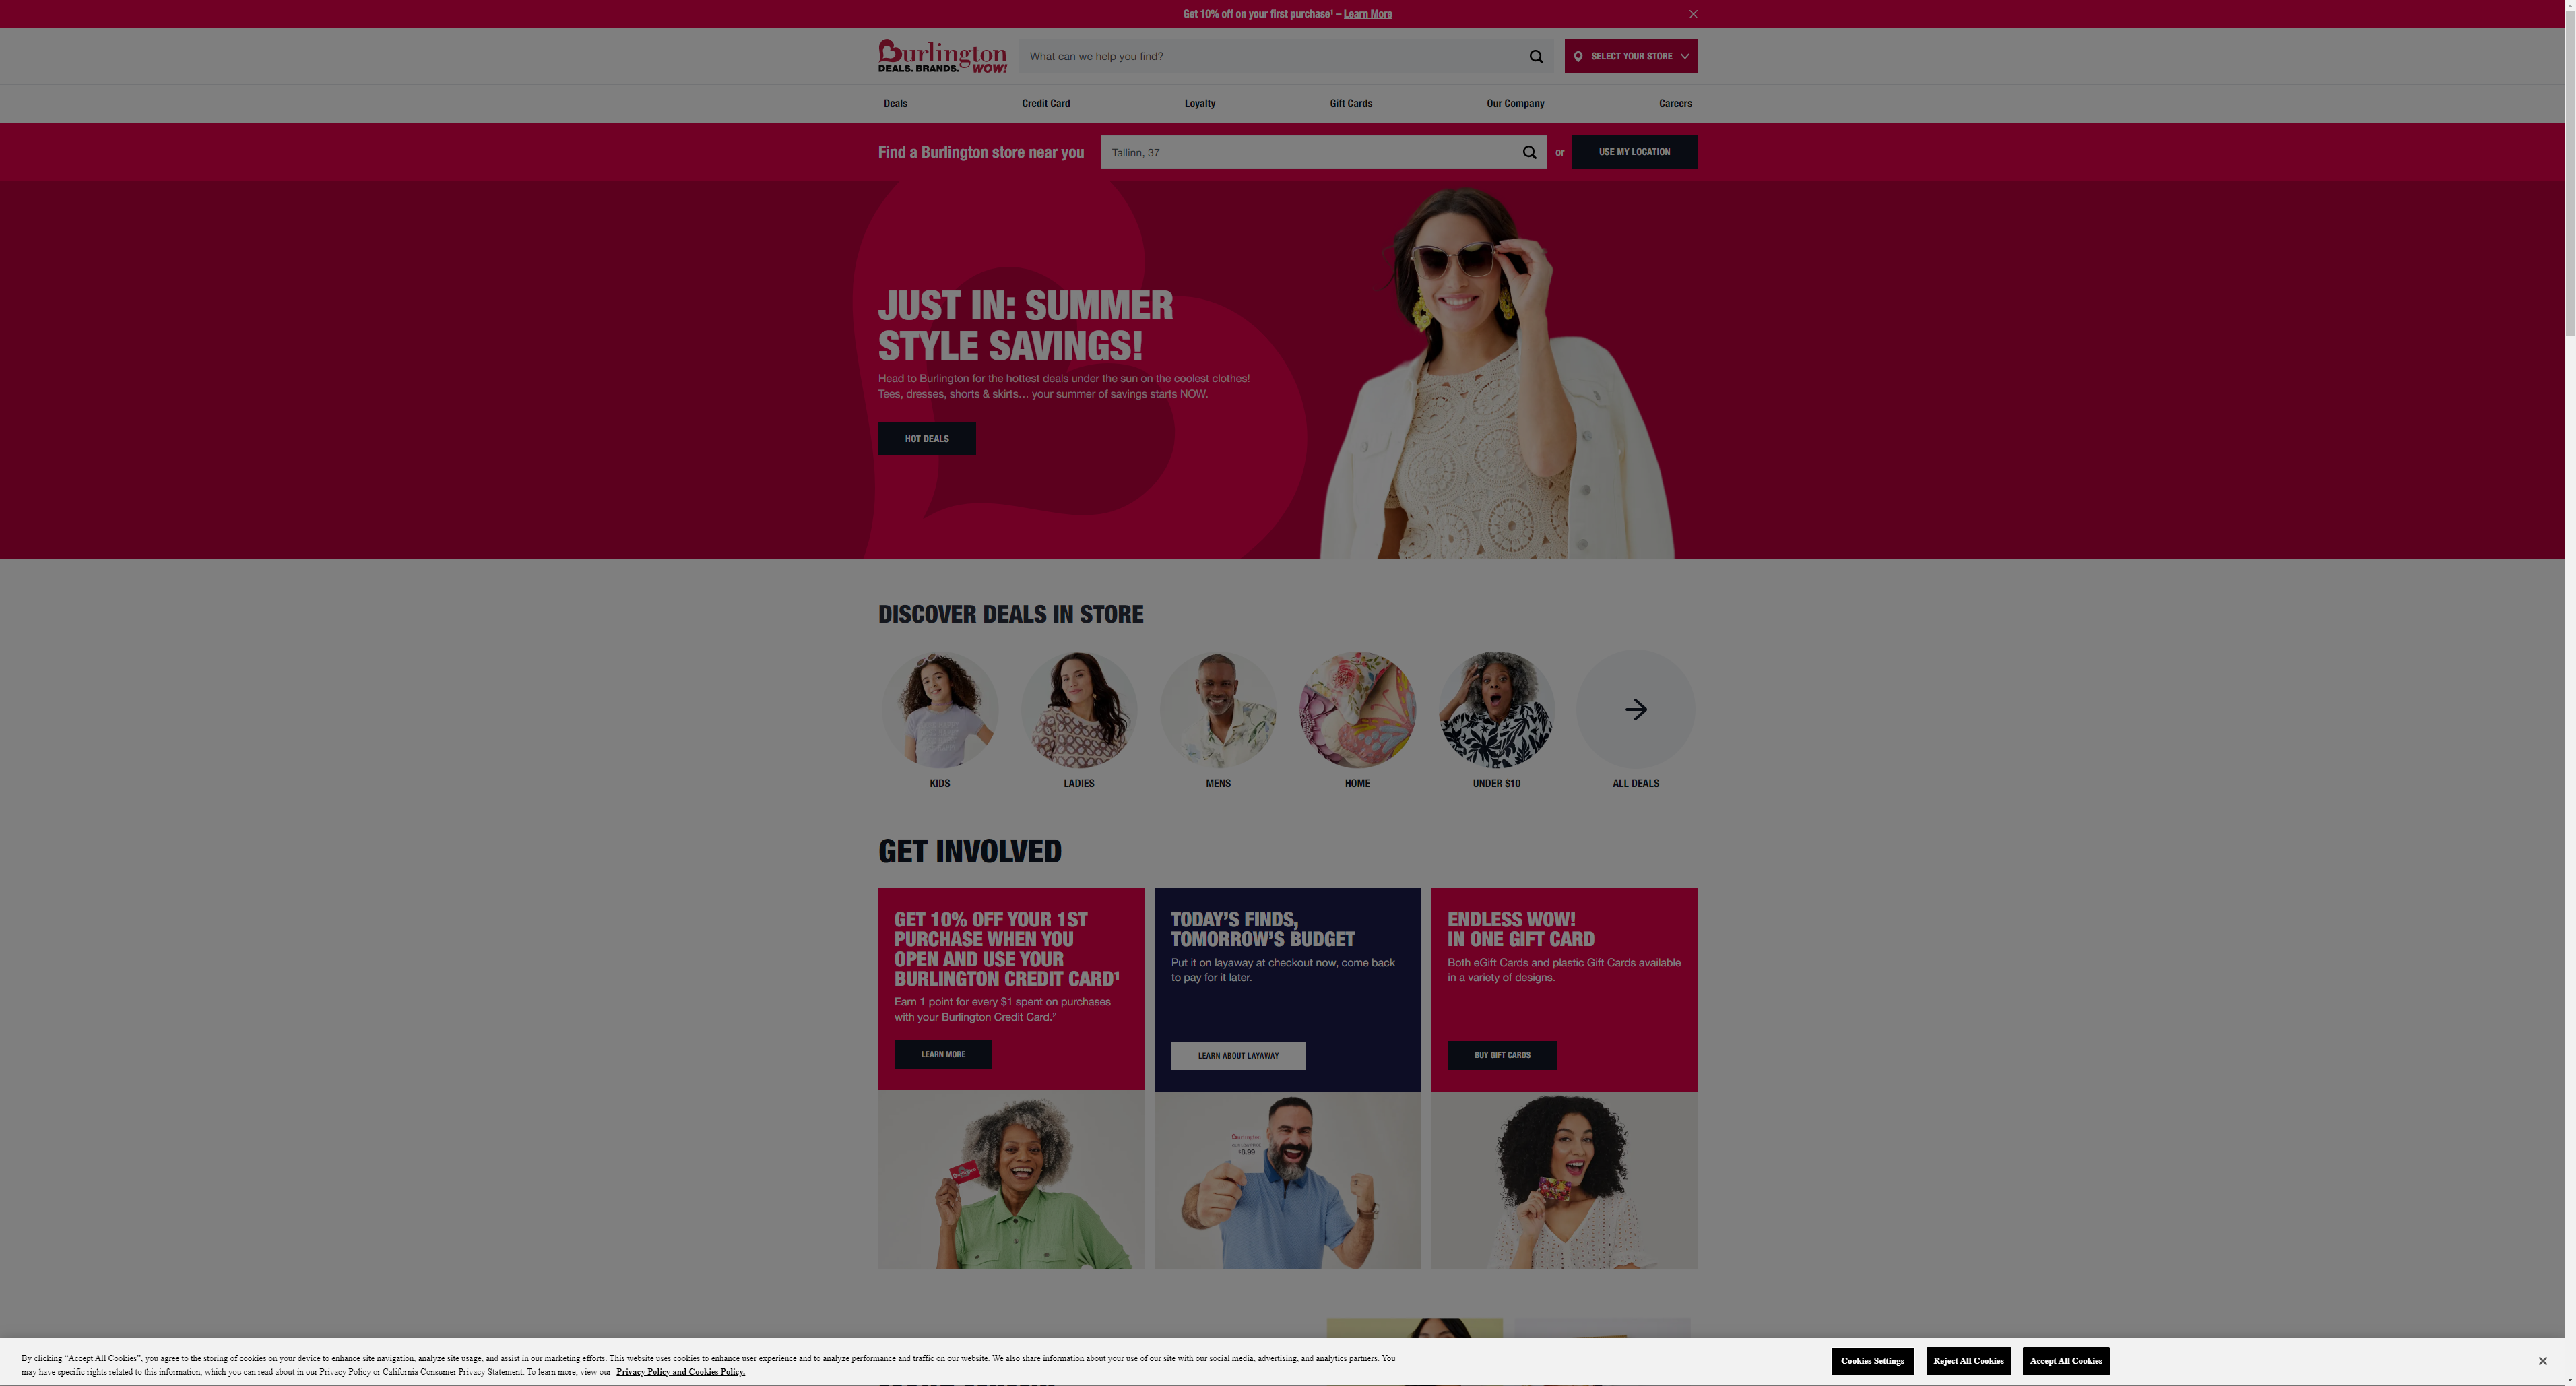 Get 10% off on your first purchase¹ – Learn More
Burlington
DEALS. BRANDS. WOW!
What can we help you find?
SELECT YOUR STORE
Deals
Credit Card
Loyalty
Gift Cards
Our Company
Careers
Find a Burlington store near you
Tallinn, 37
or
USE MY LOCATION
JUST IN: SUMMER
STYLE SAVINGS!
Head to Burlington for the hottest deals under the sun on the coolest clothes!
Tees, dresses, shorts & skirts… your summer of savings starts NOW.
HOT DEALS
DISCOVER DEALS IN STORE
KIDS
LADIES
MENS
HOME
UNDER $10
ALL DEALS
GET INVOLVED
GET 10% OFF YOUR 1ST
PURCHASE WHEN YOU
OPEN AND USE YOUR
BURLINGTON CREDIT CARD¹
Earn 1 point for every $1 spent on purchases
with your Burlington Credit Card.²
LEARN MORE
TODAY'S FINDS,
TOMORROW'S BUDGET
Put it on layaway at checkout now, come back
to pay for it later.
LEARN ABOUT LAYAWAY
ENDLESS WOW!
IN ONE GIFT CARD
Both eGift Cards and plastic Gift Cards available
in a variety of designs.
BUY GIFT CARDS
Burlington
$8.99
By clicking “Accept All Cookies”, you agree to the storing of cookies on your device to enhance site navigation, analyze site usage, and assist in our marketing efforts. This website uses cookies to enhance user experience and to analyze performance and traffic on our website. We also share information about your use of our site with our social media, advertising, and analytics partners. You
may have specific rights related to this information, which you can read about in our Privacy Policy or California Consumer Privacy Statement. To learn more, view our Privacy Policy and Cookies Policy.
Cookies Settings
Reject All Cookies
Accept All Cookies